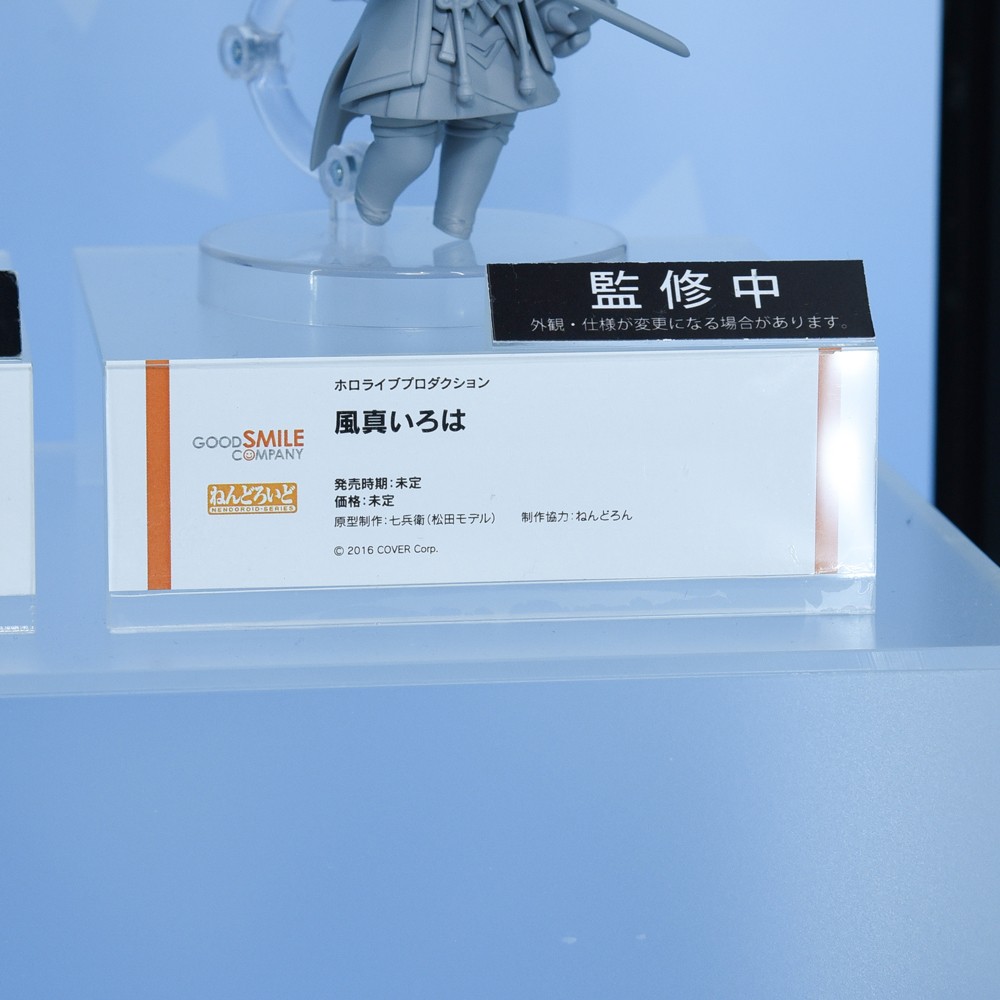 監修中
外観・仕様が変更になる場合があります。
ホロライブプロダクション
風真いろは
GOODSMILE
COMPANY
ねんどろいど
NENDOROID-SERIES
発売時期:未定
価格:未定
原型制作:七兵衛(松田モデル) 制作協力:ねんどろん
© 2016 COVER Corp.